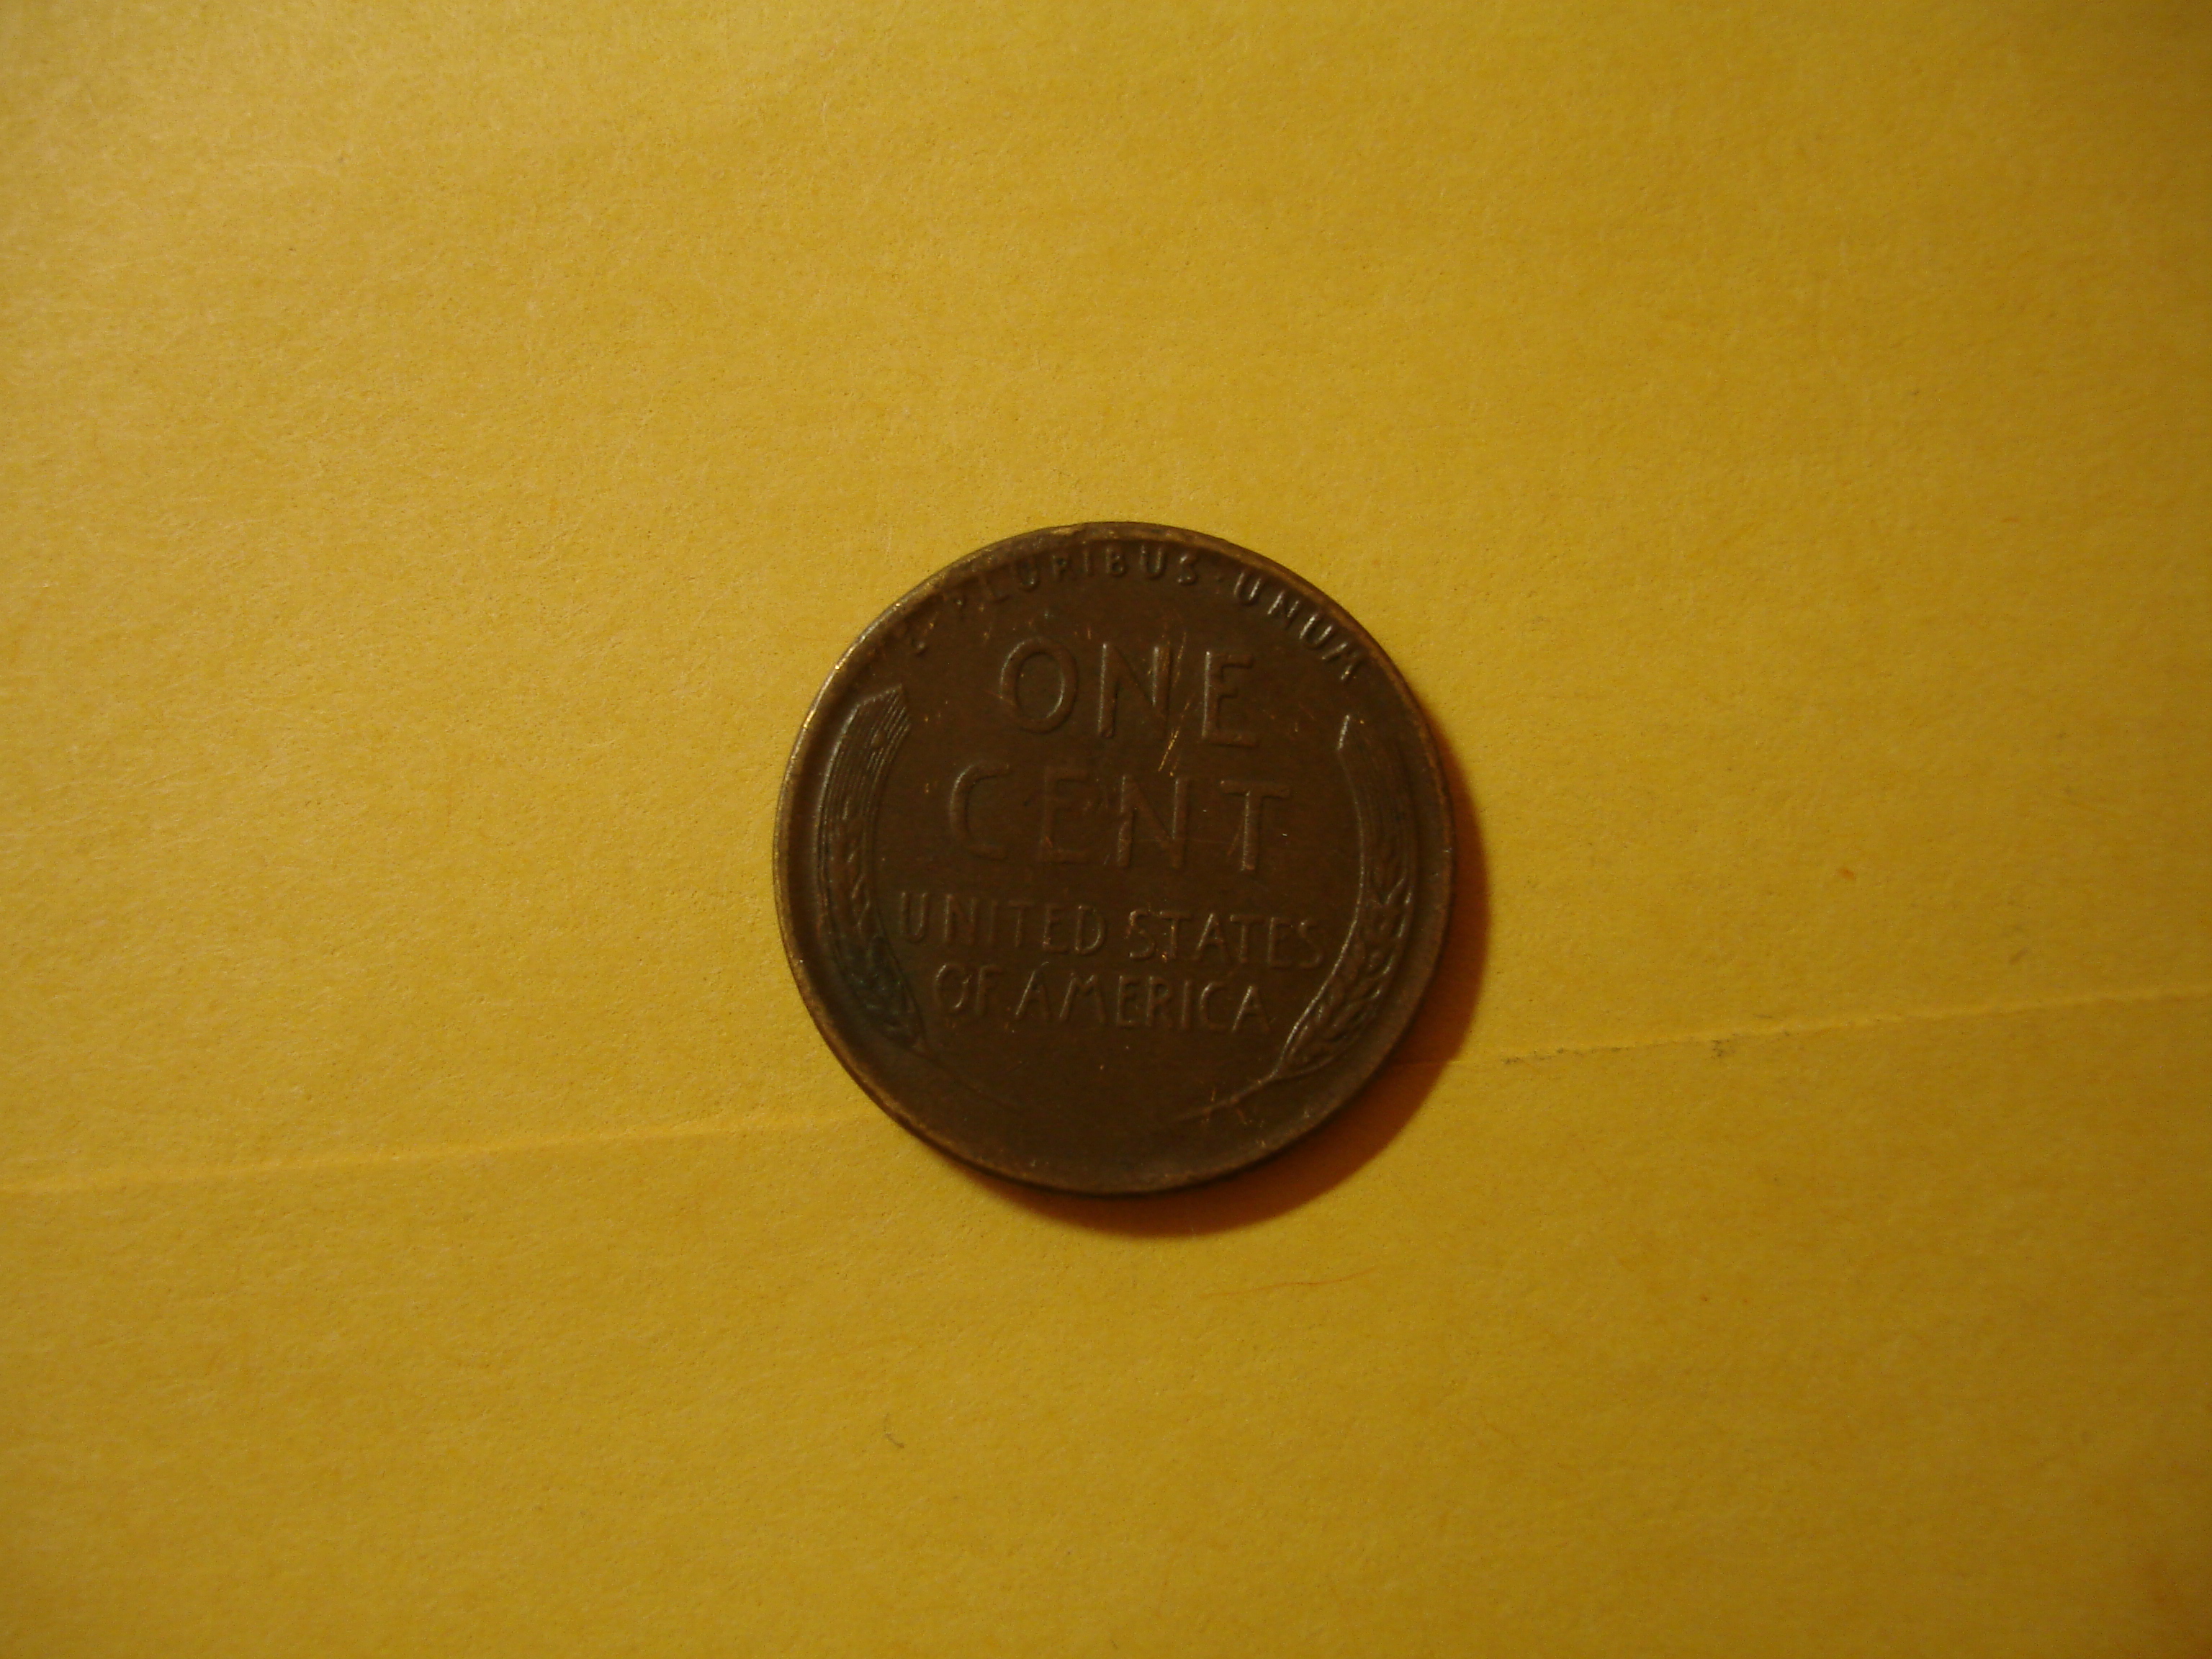 E PLURIBUS·UNUM
ONE
CENT
UNITED STATES
OF AMERICA